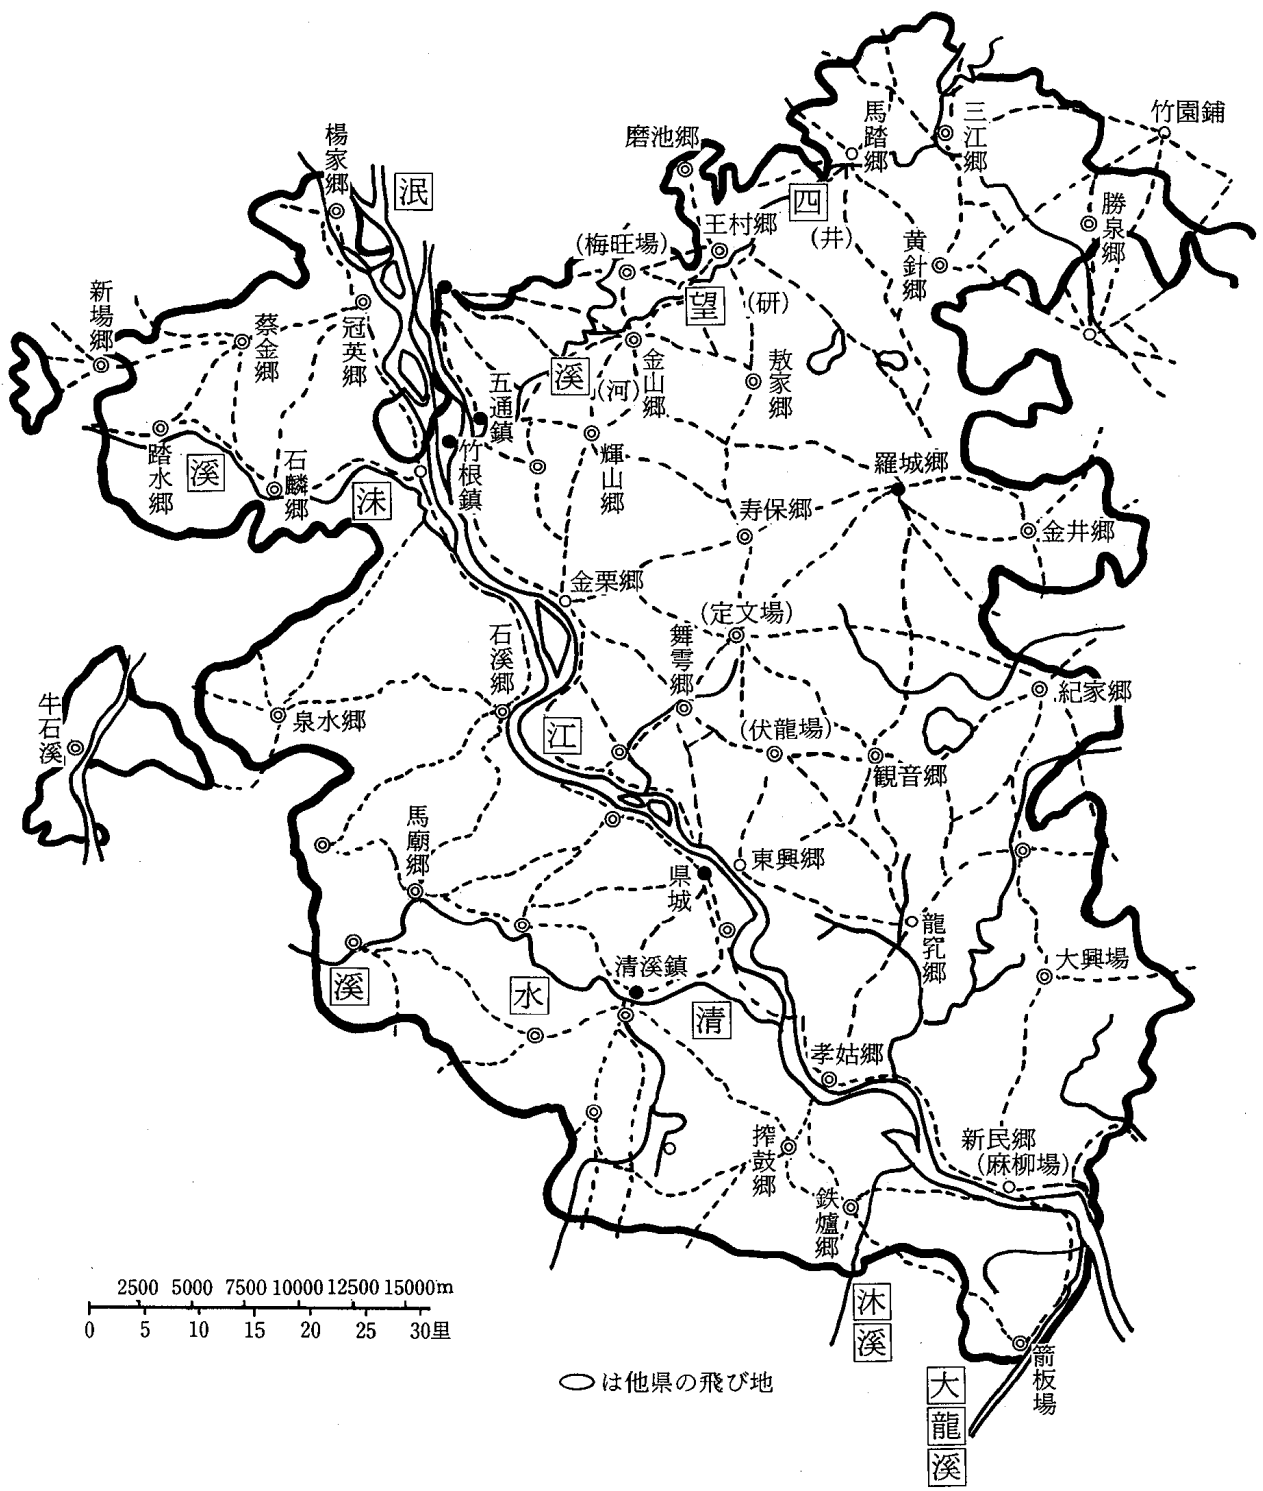 竹園鋪
馬踏郷
三江郷
磨池郷
楊家郷
泯
四
勝泉郷
王村郷
(井)
黄針郷
(梅旺場)
新場郷
望
(研)
蔡金郷
冠英郷
溪
金山郷
敖家郷
五通鎮
(河)
竹根鎮
輝山郷
踏水郷
溪
石麟郷
沫
羅城郷
寿保郷
金井郷
金栗郷
(定文場)
石溪郷
舞雩郷
牛石溪
泉水郷
紀家郷
江
(伏龍場)
観音郷
馬廟郷
東興郷
県城
龍窊郷
溪
水
清溪鎮
清
大興場
孝姑郷
搾鼓郷
新民郷
(麻柳場)
鉄爐郷
2500 5000 7500 10000 12500 15000m
0 5 10 15 20 25 30里
沐溪
箭板場
は他県の飛び地
大龍溪